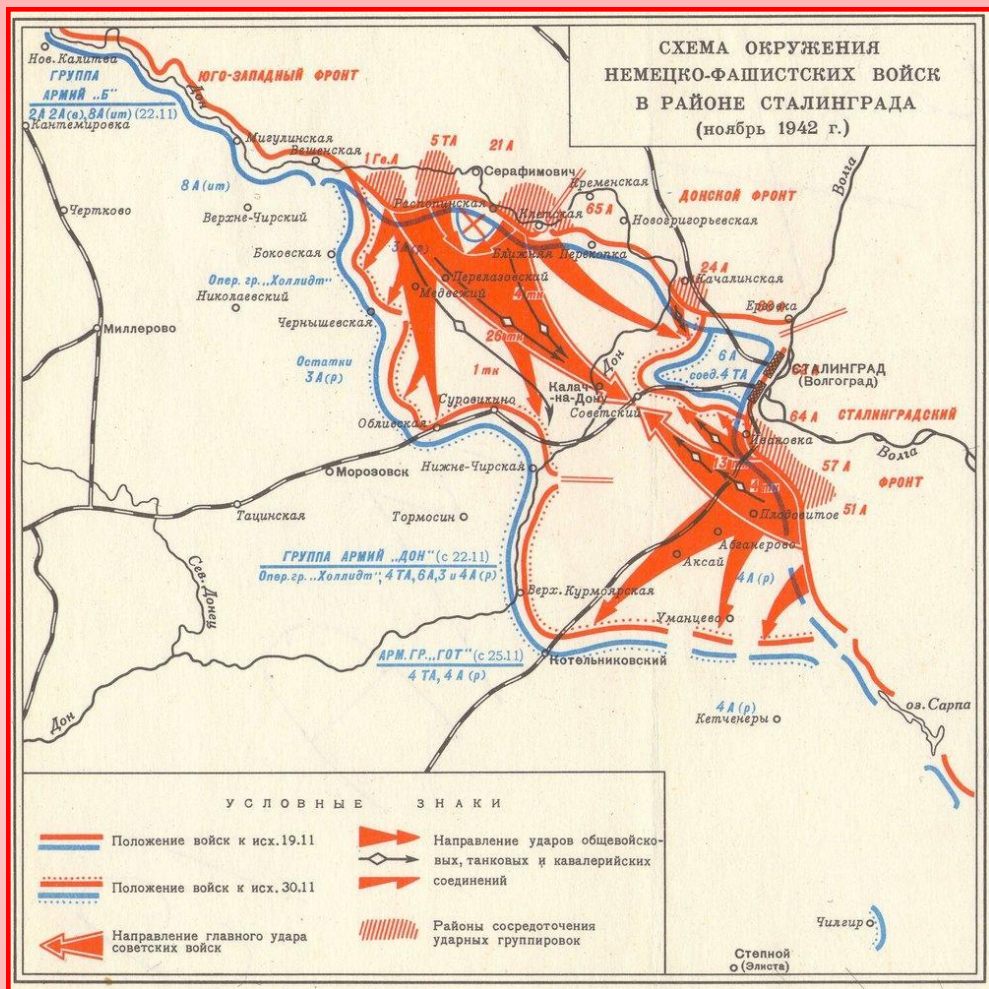 СХЕМА ОКРУЖЕНИЯ
НЕМЕЦКО-ФАШИСТСКИХ ВОЙСК
В РАЙОНЕ СТАЛИНГРАДА
(ноябрь 1942 г.)
Нов. Калитва
ГРУППА
АРМИЙ „Б"
2А 2А(в), 8А(ит) (22.11)
Кантемировка
ЮГО-ЗАПАДНЫЙ ФРОНТ
Дон
Мигулинская
Вешенская
1 Гв.А
5 ТА
21 А
Серафимович
Кременская
ДОНСКОЙ ФРОНТ
Волга
8 А (ит)
Чертково
Верхне-Чирский
Распопинская
Клетская
65 А
Новогригорьевская
3А(р)
Ближняя Перекопка
Боковская
24 А
Качалинская
Опер. гр. „Холлидт"
Николаевский
Перелазовский
Медвежий
4 тк
Ерзовка
Чернышевская
Миллерово
26 тк
Дон
6 А
соед. 4 ТА
СТАЛИНГРАД
(Волгоград)
Остатки
3А(р)
1 тк
Калач
-на-Дону
Советский
Суровикино
Обливская
64 А
СТАЛИНГРАДСКИЙ
ФРОНТ
Ивановка
Волга
Морозовск
Нижне-Чирская
57 А
4 мк
51 А
Тацинская
Тормосин
Плодовитое
Абганерово
Аксай
ГРУППА АРМИЙ „ДОН" (с 22.11)
Опер. гр. „Холлидт", 4 ТА, 6А, 3 и 4А(р)
Сев. Донец
Верх. Курмоярская
4А(р)
Уманцево
АРМ. ГР. „ГОТ" (с 25.11)
4 ТА, 4 А (р)
Котельниковский
Дон
4 А (р)
Кетченеры
оз. Сарпа
УСЛОВНЫЕ ЗНАКИ
Положение войск к исх. 19.11
Положение войск к исх. 30.11
Направление главного удара
советских войск
Направление ударов общевойско-
вых, танковых и кавалерийских
соединений
Районы сосредоточения
ударных группировок
Чилгир
Степной
(Элиста)